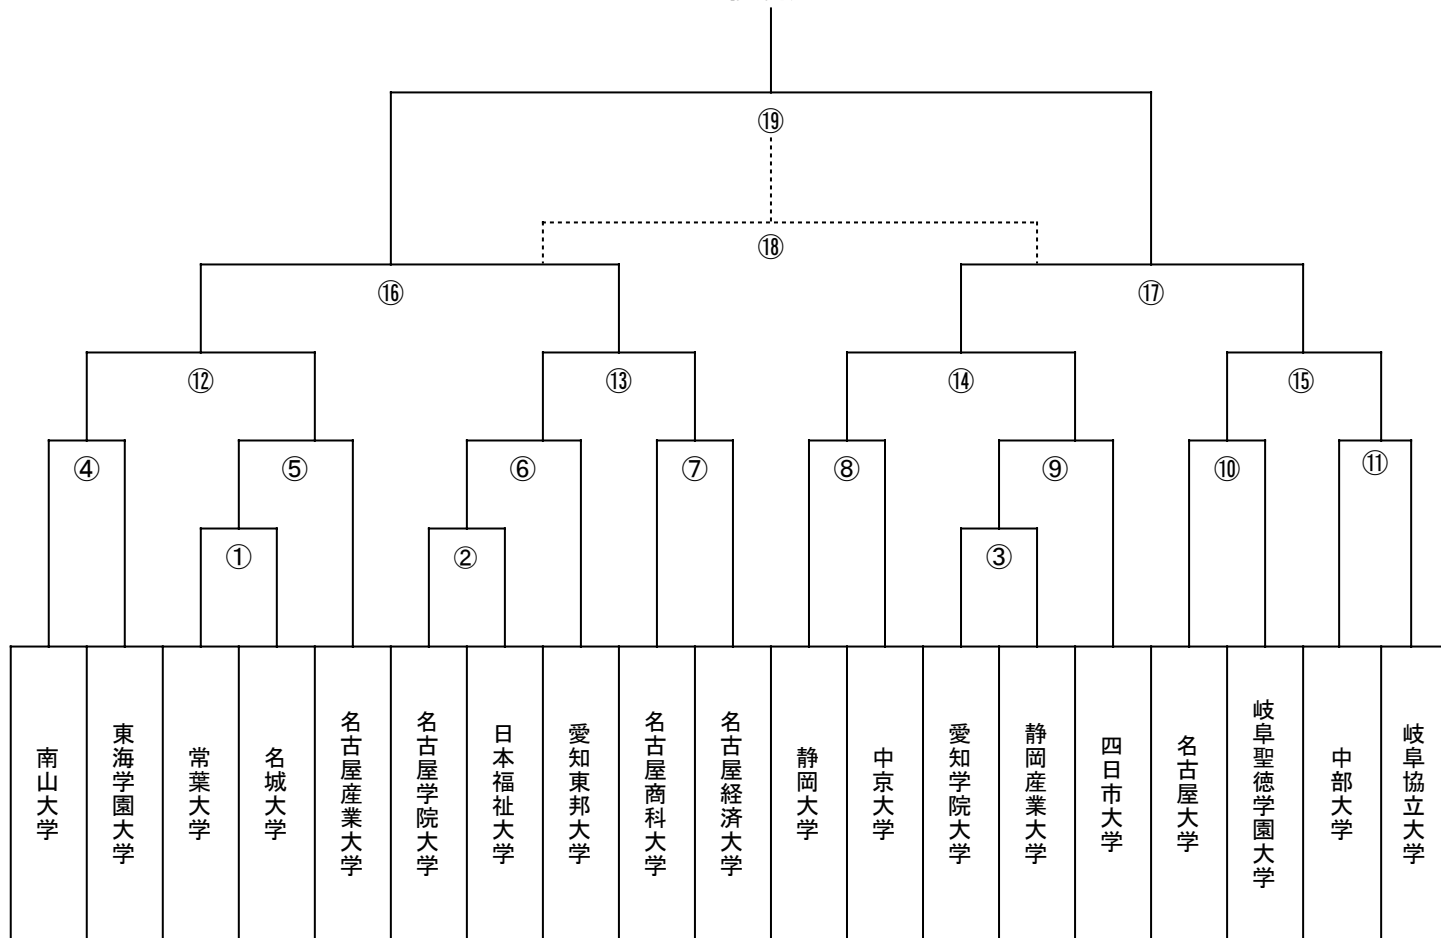 ⑲
⑱
⑯
⑰
⑫
⑬
⑭
⑮
④
⑤
⑥
⑦
⑧
⑨
⑩
⑪
①
②
③
南山大学
東海学園大学
常葉大学
名城大学
名古屋産業大学
名古屋学院大学
日本福祉大学
愛知東邦大学
名古屋商科大学
名古屋経済大学
静岡大学
中京大学
愛知学院大学
静岡産業大学
四日市大学
名古屋大学
岐阜聖徳学園大学
中部大学
岐阜協立大学